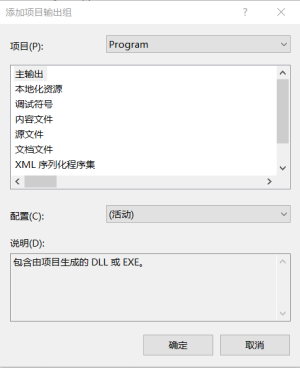 添加项目输出组
项目(P):
Program
主输出
本地化资源
调试符号
内容文件
源文件
文档文件
XML 序列化程序集
配置(C):
(活动)
说明(D):
包含由项目生成的 DLL 或 EXE。
确定
取消